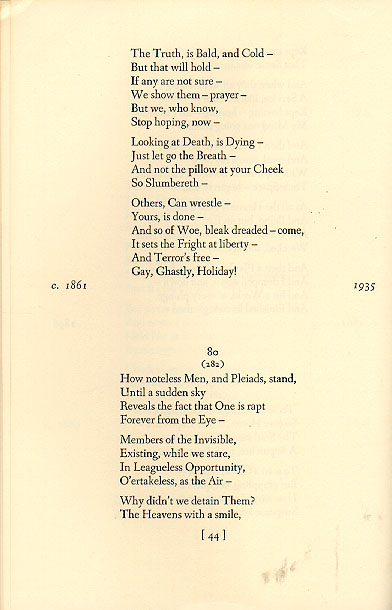 The Truth, is Bald, and Cold –
But that will hold –
If any are not sure –
We show them – prayer –
But we, who know,
Stop hoping, now –
Looking at Death, is Dying –
Just let go the Breath –
And not the pillow at your Cheek
So Slumbereth –
Others, Can wrestle –
Yours, is done –
And so of Woe, bleak dreaded – come,
It sets the Fright at liberty –
And Terror's free –
Gay, Ghastly, Holiday!
c. 1861 1935
80
(282)
How noteless Men, and Pleiads, stand,
Until a sudden sky
Reveals the fact that One is rapt
Forever from the Eye –
Members of the Invisible,
Existing, while we stare,
In Leagueless Opportunity,
O'ertakeless, as the Air –
Why didn't we detain Them?
The Heavens with a smile,
[ 44 ]